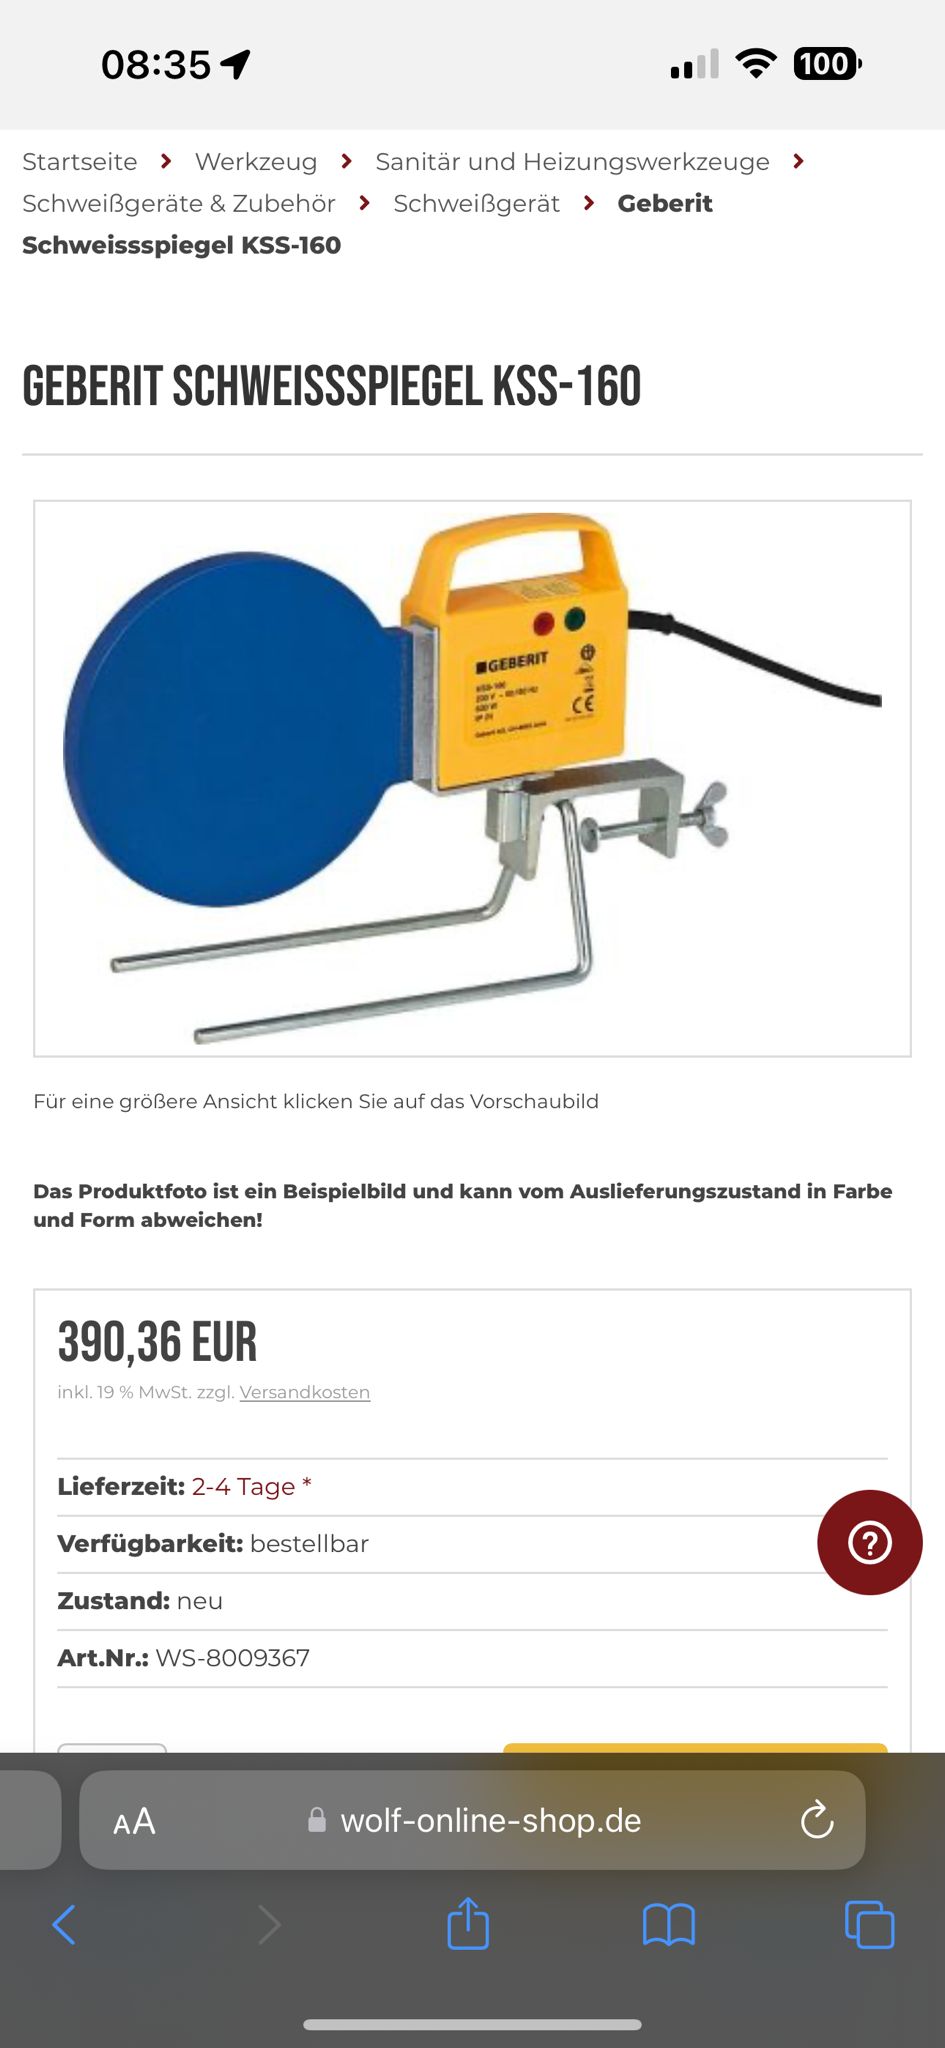 08:35
100
Startseite > Werkzeug > Sanitär und Heizungswerkzeuge >
Schweißgeräte & Zubehör > Schweißgerät > Geberit
Schweissspiegel KSS-160
GEBERIT SCHWEISSSPIEGEL KSS-160
GEBERIT
KSS-160
CE
Für eine größere Ansicht klicken Sie auf das Vorschaubild
Das Produktfoto ist ein Beispielbild und kann vom Auslieferungszustand in Farbe
und Form abweichen!
390,36 EUR
inkl. 19 % MwSt. zzgl. Versandkosten
Lieferzeit: 2-4 Tage *
Verfügbarkeit: bestellbar
?
Zustand: neu
Art.Nr.: WS-8009367
AA
wolf-online-shop.de